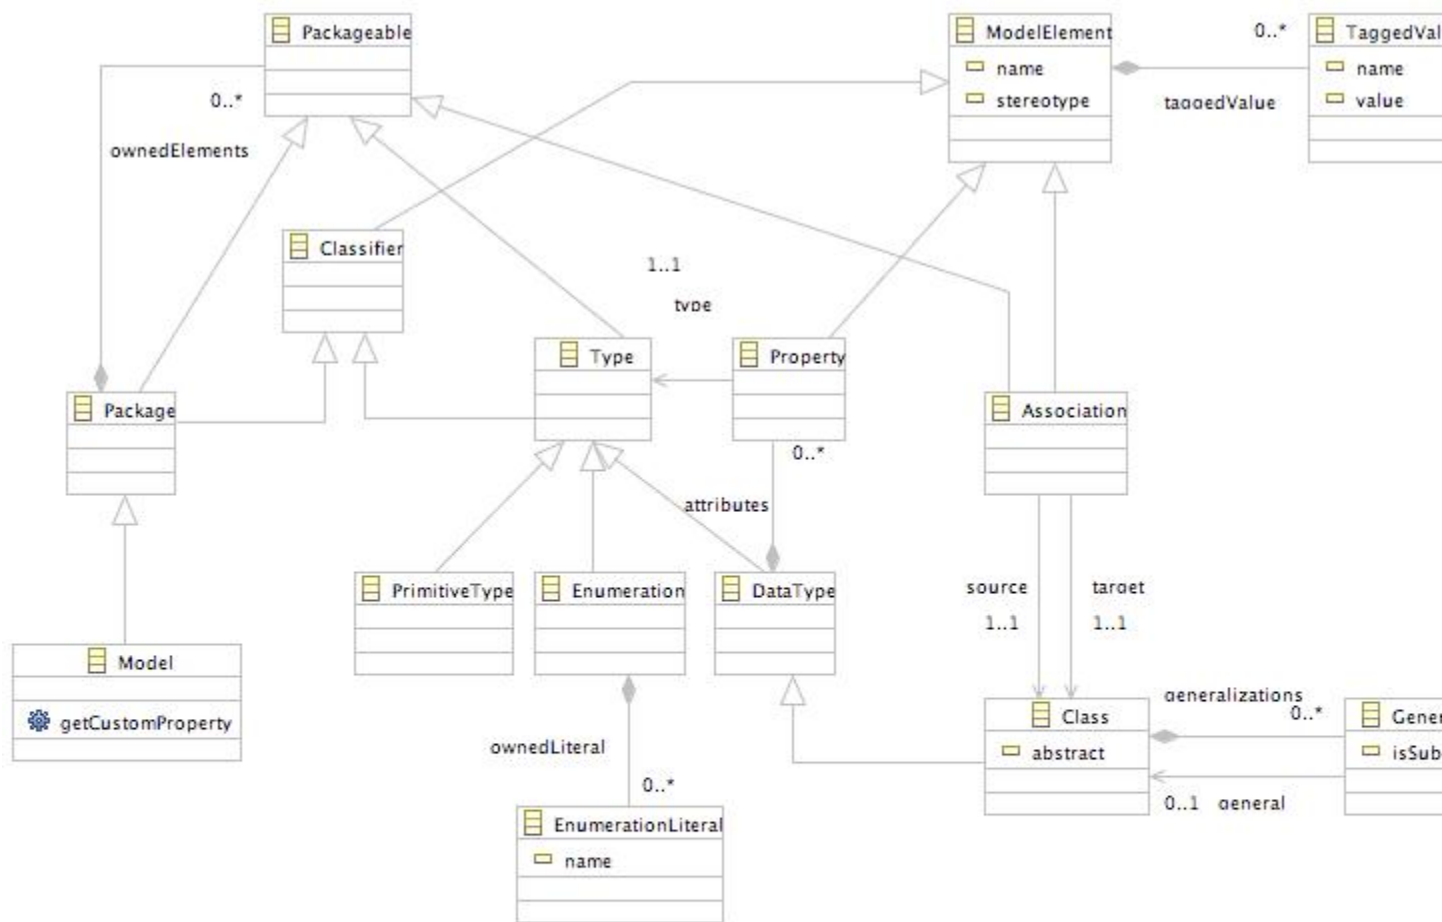 Packageable
ModelElement
0..*
TaggedVal
name
stereotype
name
value
taggedValue
0..*
ownedElements
Classifier
1..1
type
Type
Property
Package
Association
0..*
attributes
PrimitiveType
Enumeration
DataType
source
target
1..1
1..1
Model
getCustomProperty
generalizations
0..*
Class
abstract
Gener
isSub
0..1 general
ownedLiteral
0..*
EnumerationLiteral
name